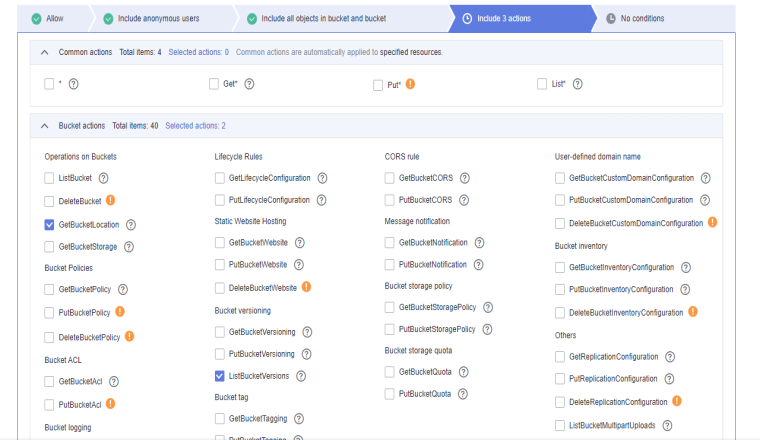 Allow
Include anonymous users
Include all objects in bucket and bucket
Include 3 actions
No conditions
Common actions Total items: 4 Selected actions: 0 Common actions are automatically applied to specified resources.
* ?
Get* ?
Put* !
List* ?
Bucket actions Total items: 40 Selected actions: 2
Operations on Buckets
ListBucket ?
DeleteBucket !
GetBucketLocation ?
GetBucketStorage ?
Bucket Policies
GetBucketPolicy ?
PutBucketPolicy !
DeleteBucketPolicy !
Bucket ACL
GetBucketAcl ?
PutBucketAcl !
Bucket logging
Lifecycle Rules
GetLifecycleConfiguration ?
PutLifecycleConfiguration ?
Static Website Hosting
GetBucketWebsite ?
PutBucketWebsite ?
DeleteBucketWebsite !
Bucket versioning
GetBucketVersioning ?
PutBucketVersioning ?
ListBucketVersions ?
Bucket tag
GetBucketTagging ?
PutBucketTagging ?
CORS rule
GetBucketCORS ?
PutBucketCORS ?
Message notification
GetBucketNotification ?
PutBucketNotification ?
Bucket storage policy
GetBucketStoragePolicy ?
PutBucketStoragePolicy ?
Bucket storage quota
GetBucketQuota ?
PutBucketQuota ?
User-defined domain name
GetBucketCustomDomainConfiguration ?
PutBucketCustomDomainConfiguration ?
DeleteBucketCustomDomainConfiguration !
Bucket inventory
GetBucketInventoryConfiguration ?
PutBucketInventoryConfiguration ?
DeleteBucketInventoryConfiguration !
Others
GetReplicationConfiguration ?
PutReplicationConfiguration ?
DeleteReplicationConfiguration !
ListBucketMultipartUploads ?